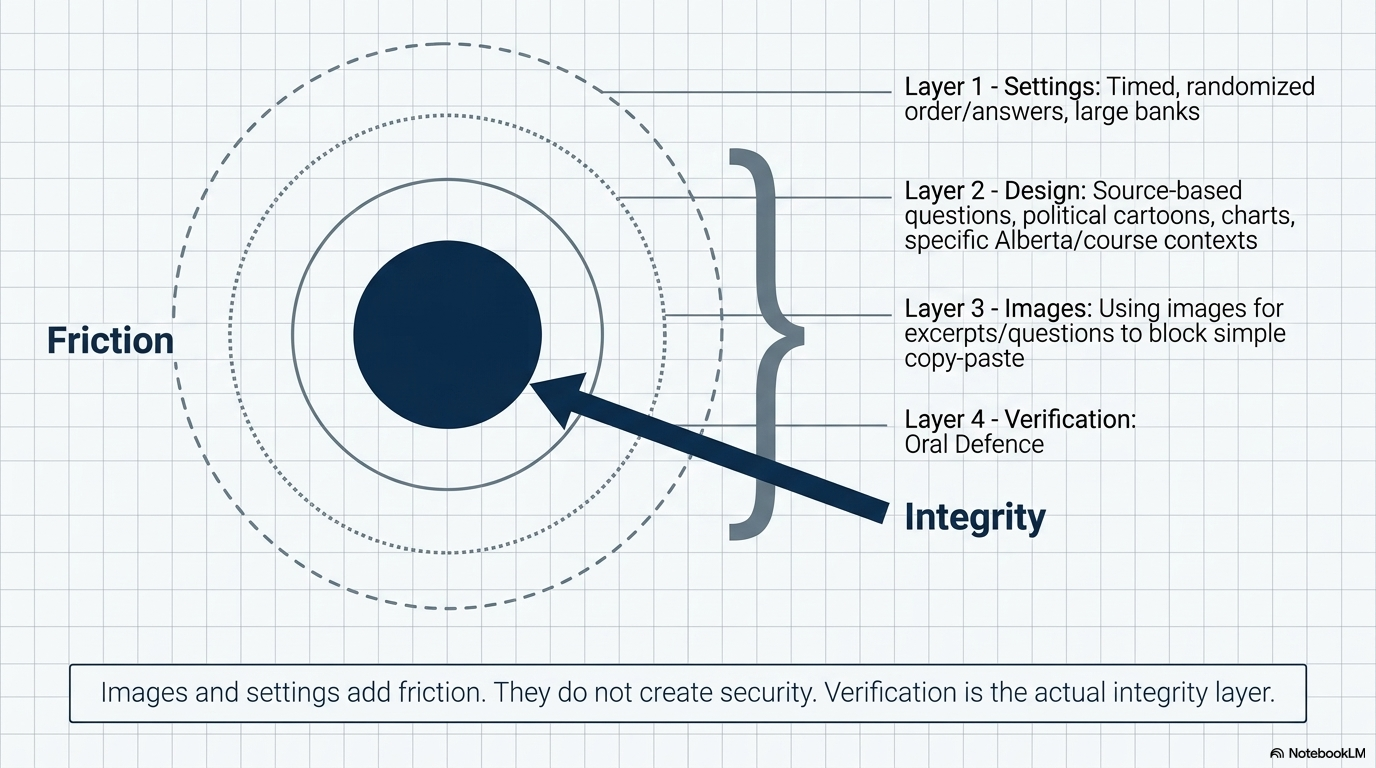 Layer 1 - Settings: Timed, randomized
order/answers, large banks
Layer 2 - Design: Source-based
questions, political cartoons, charts,
specific Alberta/course contexts
Layer 3 - Images: Using images for
excerpts/questions to block simple
copy-paste
Friction
Layer 4 - Verification:
Oral Defence
Integrity
Images and settings add friction. They do not create security. Verification is the actual integrity layer.
NotebookLM